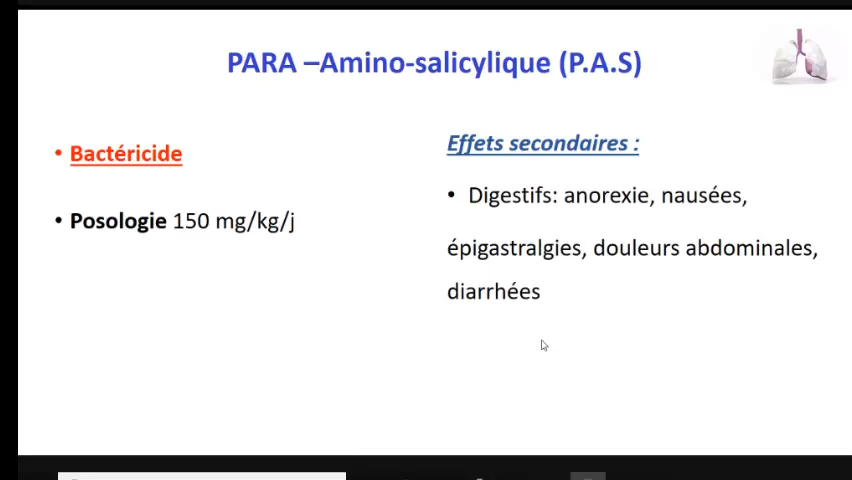 PARA –Amino-salicylique (P.A.S)
• Bactéricide
• Posologie 150 mg/kg/j
Effets secondaires :
• Digestifs: anorexie, nausées,
épigastralgies, douleurs abdominales,
diarrhées